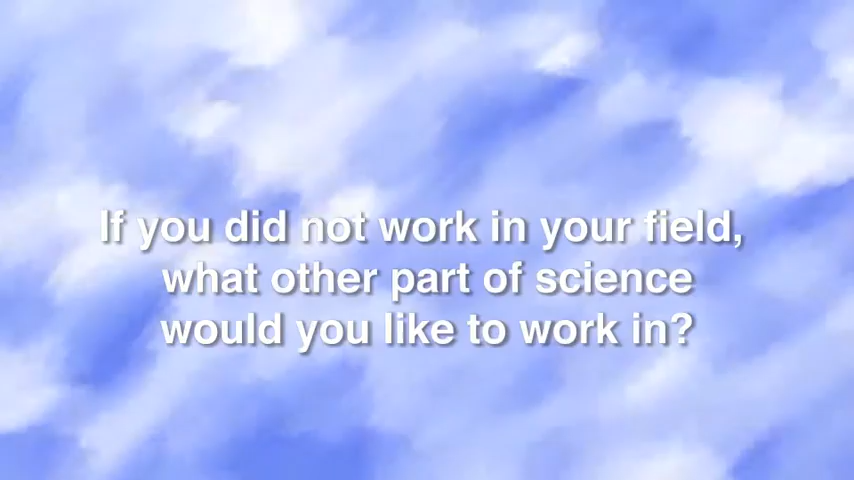 If you did not work in your field,
what other part of science
would you like to work in?